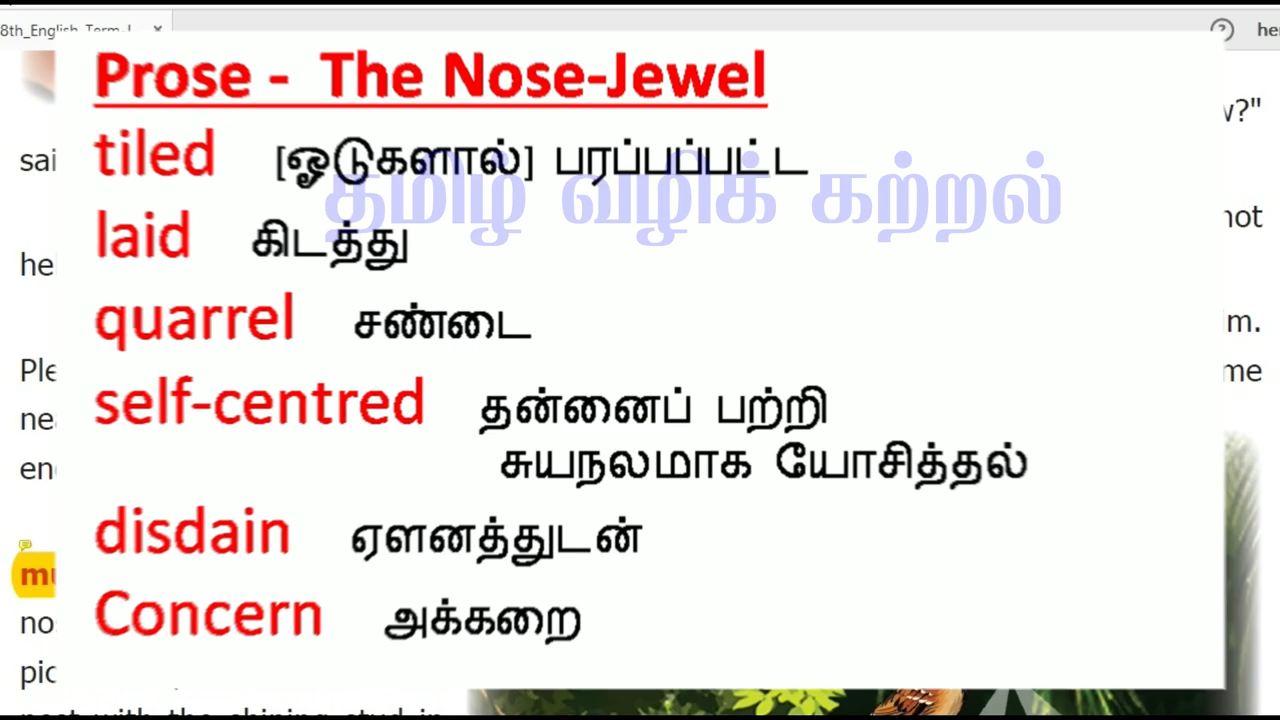 8th_English_Term-I
Prose - The Nose-Jewel
tiled [ஓடுகளால்] பரப்பப்பட்ட
தமிழ் வழிக் கற்றல்
laid கிடத்து
quarrel சண்டை
self-centred தன்னைப் பற்றி
சுயநலமாக யோசித்தல்
disdain ஏளனத்துடன்
Concern அக்கறை